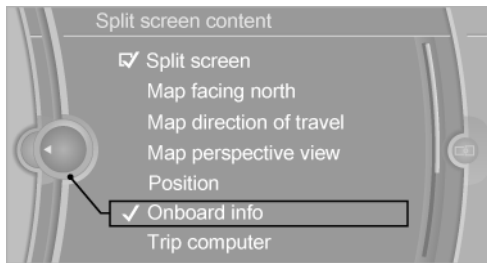 Split screen content
Split screen
Map facing north
Map direction of travel
Map perspective view
Position
Onboard info
Trip computer